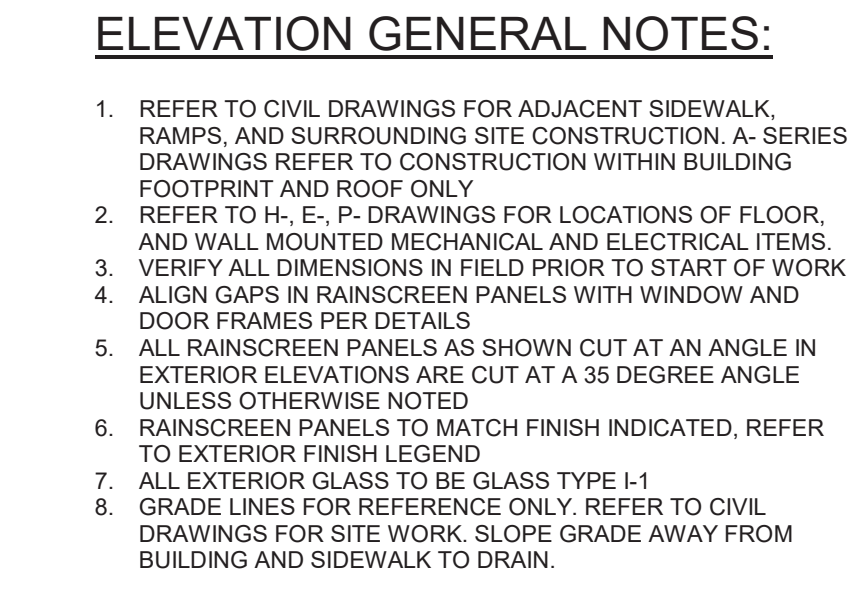 ELEVATION GENERAL NOTES:
1. REFER TO CIVIL DRAWINGS FOR ADJACENT SIDEWALK,
RAMPS, AND SURROUNDING SITE CONSTRUCTION. A- SERIES
DRAWINGS REFER TO CONSTRUCTION WITHIN BUILDING
FOOTPRINT AND ROOF ONLY
2. REFER TO H-, E-, P- DRAWINGS FOR LOCATIONS OF FLOOR,
AND WALL MOUNTED MECHANICAL AND ELECTRICAL ITEMS.
3. VERIFY ALL DIMENSIONS IN FIELD PRIOR TO START OF WORK
4. ALIGN GAPS IN RAINSCREEN PANELS WITH WINDOW AND
DOOR FRAMES PER DETAILS
5. ALL RAINSCREEN PANELS AS SHOWN CUT AT AN ANGLE IN
EXTERIOR ELEVATIONS ARE CUT AT A 35 DEGREE ANGLE
UNLESS OTHERWISE NOTED
6. RAINSCREEN PANELS TO MATCH FINISH INDICATED, REFER
TO EXTERIOR FINISH LEGEND
7. ALL EXTERIOR GLASS TO BE GLASS TYPE I-1
8. GRADE LINES FOR REFERENCE ONLY. REFER TO CIVIL
DRAWINGS FOR SITE WORK. SLOPE GRADE AWAY FROM
BUILDING AND SIDEWALK TO DRAIN.